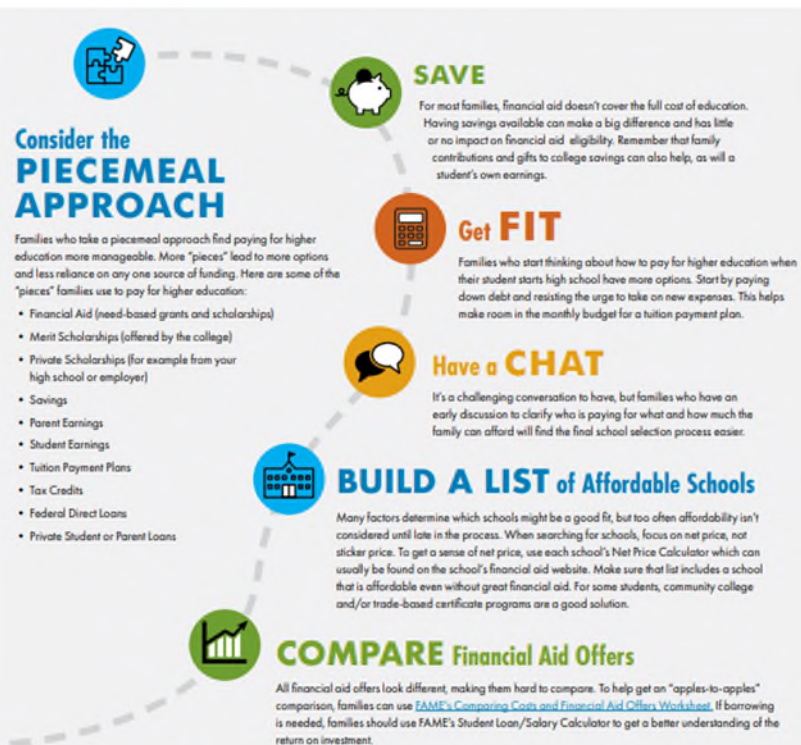 Consider the
PIECEMEAL
APPROACH
Families who take a piecemeal approach find paying for higher
education more manageable. More "pieces" lead to more options
and less reliance on any one source of funding. Here are some of the
"pieces" families use to pay for higher education:
• Financial Aid (need-based grants and scholarships)
• Merit Scholarships (offered by the college)
• Private Scholarships (for example from your
high school or employer)
• Savings
• Parent Earnings
• Student Earnings
• Tuition Payment Plans
• Tax Credits
• Federal Direct Loans
• Private Student or Parent Loans
SAVE
For most families, financial aid doesn't cover the full cost of education.
Having savings available can make a big difference and has little
or no impact on financial aid eligibility. Remember that family
contributions and gifts to college savings can also help, as will a
student's own earnings.
Get FIT
Families who start thinking about how to pay for higher education when
their student starts high school have more options. Start by paying
down debt and resisting the urge to take on new expenses. This helps
make room in the monthly budget for a tuition payment plan.
Have a CHAT
It's a challenging conversation to have, but families who have an
early discussion to clarify who is paying for what and how much the
family can afford will find the final school selection process easier.
BUILD A LIST of Affordable Schools
Many factors determine which schools might be a good fit, but too often affordability isn't
considered until late in the process. When searching for schools, focus on net price, not
sticker price. To get a sense of net price, use each school's Net Price Calculator which can
usually be found on the school's financial aid website. Make sure that list includes a school
that is affordable even without great financial aid. For some students, community college
and/or trade-based certificate programs are a good solution.
COMPARE Financial Aid Offers
All financial aid offers look different, making them hard to compare. To help get an "apples-to-apples"
comparison, families can use FAME's Comparing Costs and Financial Aid Offers Worksheet. If borrowing
is needed, families should use FAME's Student Loan/Salary Calculator to get a better understanding of the
return on investment.